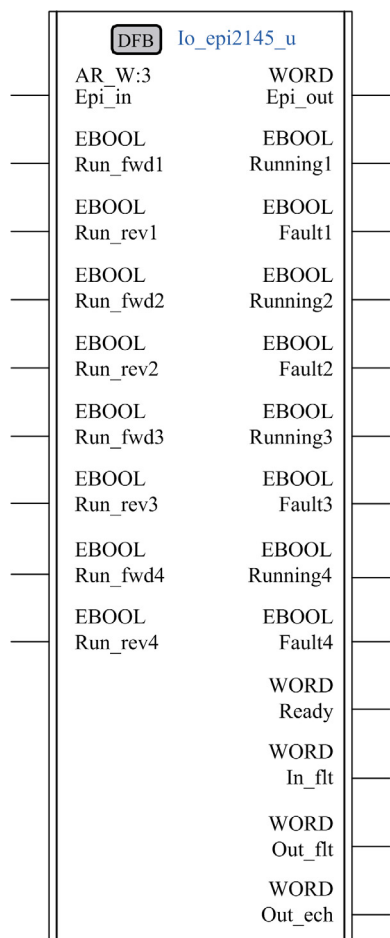 DFB Io_epi2145_u
AR_W:3 WORD
Epi_in Epi_out
EBOOL EBOOL
Run_fwd1 Running1
EBOOL EBOOL
Run_rev1 Fault1
EBOOL EBOOL
Run_fwd2 Running2
EBOOL EBOOL
Run_rev2 Fault2
EBOOL EBOOL
Run_fwd3 Running3
EBOOL EBOOL
Run_rev3 Fault3
EBOOL EBOOL
Run_fwd4 Running4
EBOOL EBOOL
Run_rev4 Fault4
WORD
Ready
WORD
In_flt
WORD
Out_flt
WORD
Out_ech